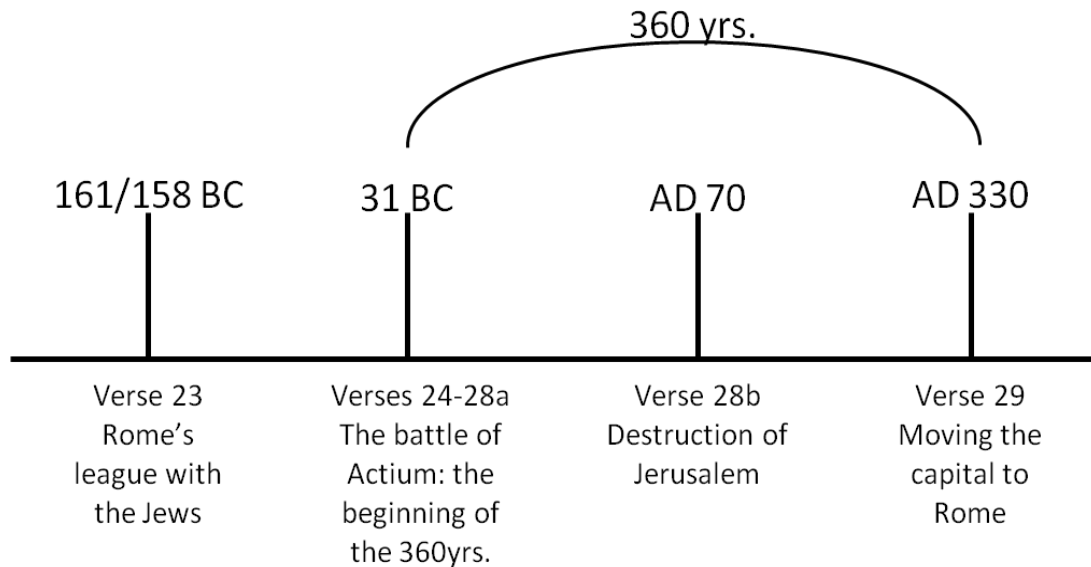 360 yrs.
161/158 BC
31 BC
AD 70
AD 330
Verse 23
Rome’s
league with
the Jews
Verses 24-28a
The battle of
Actium: the
beginning of
the 360yrs.
Verse 28b
Destruction of
Jerusalem
Verse 29
Moving the
capital to
Rome